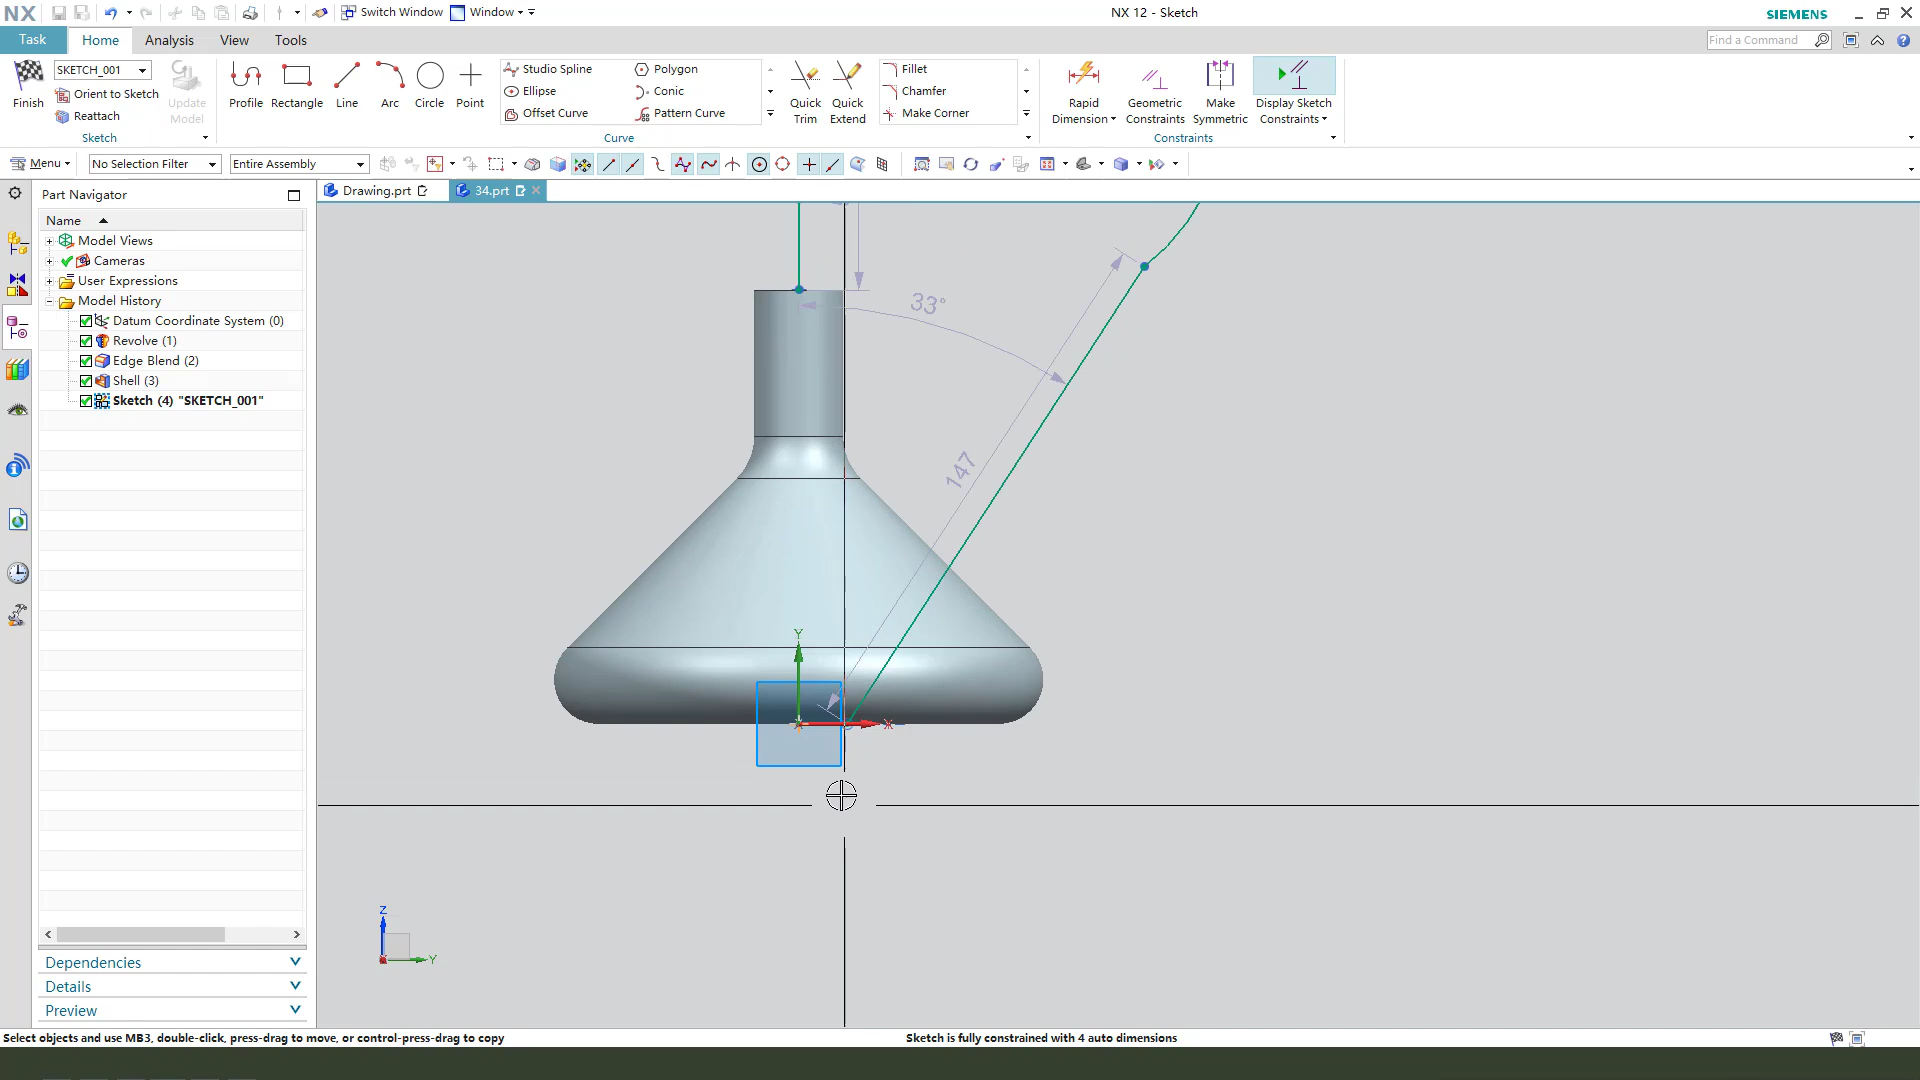 NX
Switch Window
Window
NX 12 - Sketch
SIEMENS
Task
Home
Analysis
View
Tools
Find a Command
Finish
SKETCH_001
Orient to Sketch
Reattach
Update Model
Profile
Rectangle
Line
Arc
Circle
Point
Studio Spline
Ellipse
Offset Curve
Polygon
Conic
Pattern Curve
Quick Trim
Quick Extend
Fillet
Chamfer
Make Corner
Rapid Dimension
Geometric Constraints
Make Symmetric
Display Sketch Constraints
Sketch
Curve
Constraints
Menu
No Selection Filter
Entire Assembly
Part Navigator
Drawing.prt
34.prt
Name
Model Views
Cameras
User Expressions
Model History
Datum Coordinate System (0)
Revolve (1)
Edge Blend (2)
Shell (3)
Sketch (4) "SKETCH_001"
33°
147
Y
X
Z
Y
Dependencies
Details
Preview
Select objects and use MB3, double-click, press-drag to move, or control-press-drag to copy
Sketch is fully constrained with 4 auto dimensions